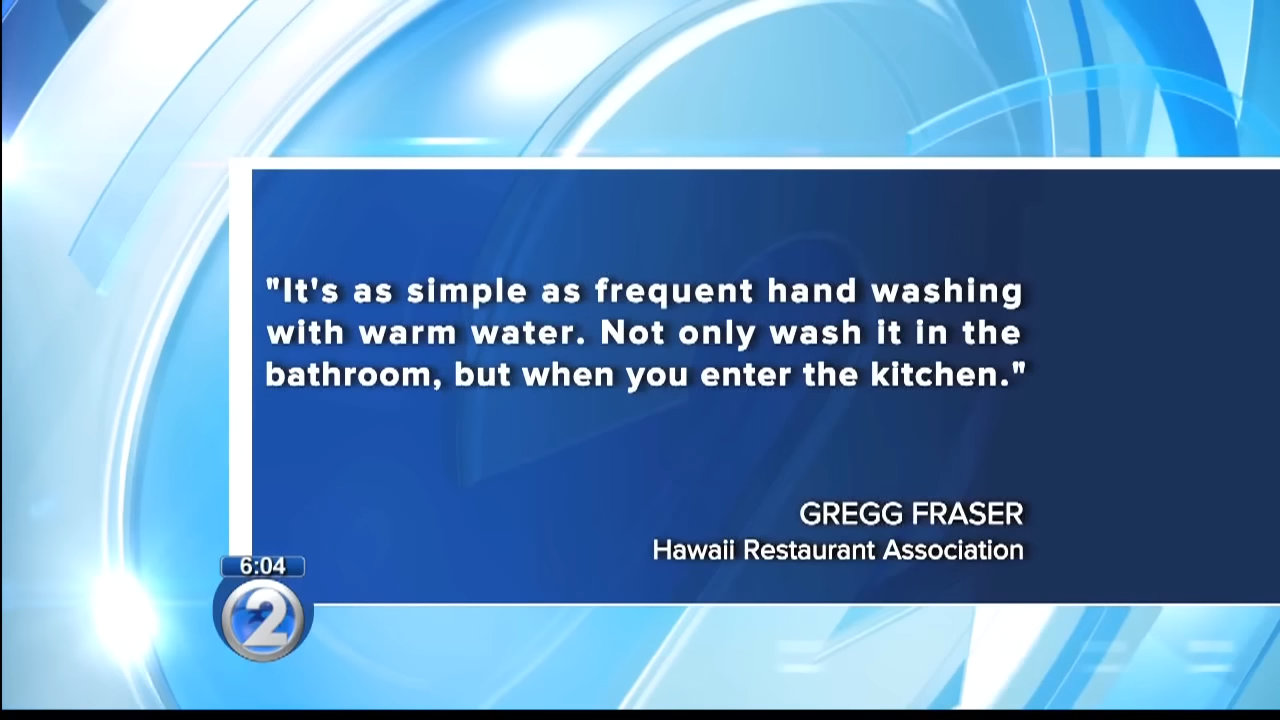 "It's as simple as frequent hand washing
with warm water. Not only wash it in the
bathroom, but when you enter the kitchen."
GREGG FRASER
Hawaii Restaurant Association
6:04
2